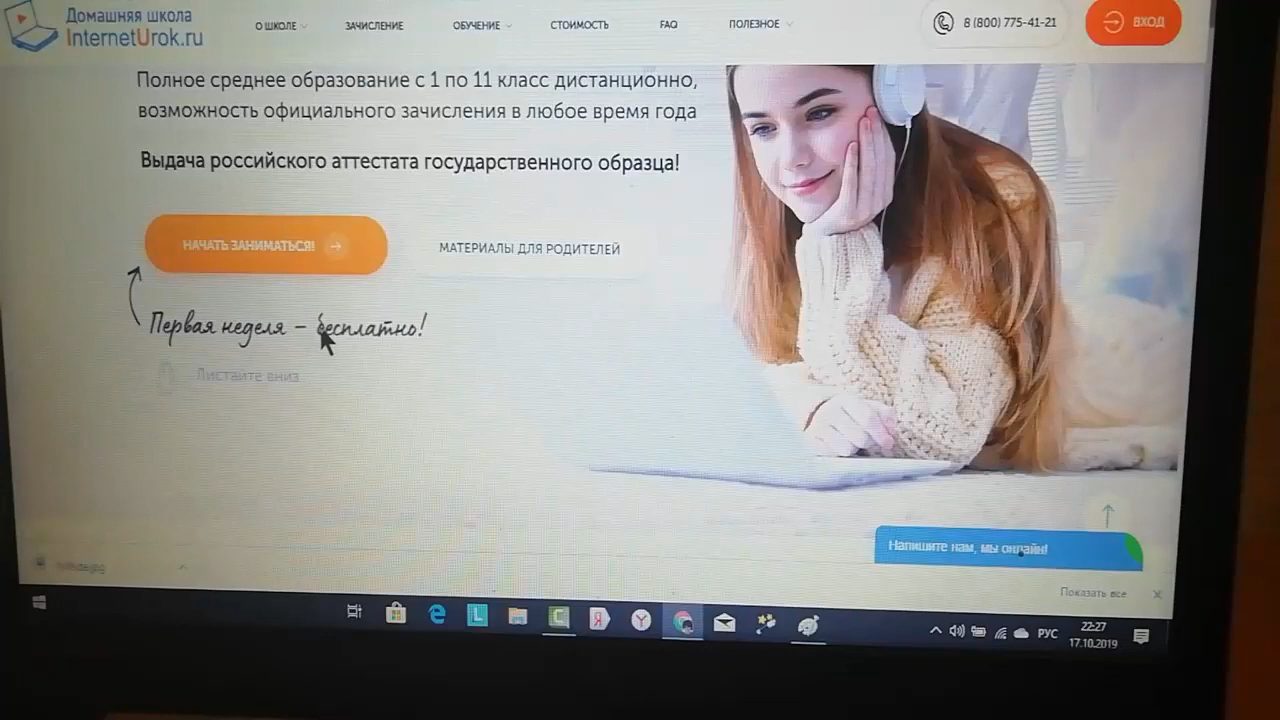 Домашняя школа
InternetUrok.ru
О ШКОЛЕ
ЗАЧИСЛЕНИЕ
ОБУЧЕНИЕ
СТОИМОСТЬ
FAQ
ПОЛЕЗНОЕ
8 (800) 775-41-21
ВХОД
Полное среднее образование с 1 по 11 класс дистанционно,
возможность официального зачисления в любое время года
Выдача российского аттестата государственного образца!
НАЧАТЬ ЗАНИМАТЬСЯ!
МАТЕРИАЛЫ ДЛЯ РОДИТЕЛЕЙ
Первая неделя – бесплатно!
Листайте вниз
Напишите нам, мы онлайн!
Показать все
РУС
22:27
17.10.2019